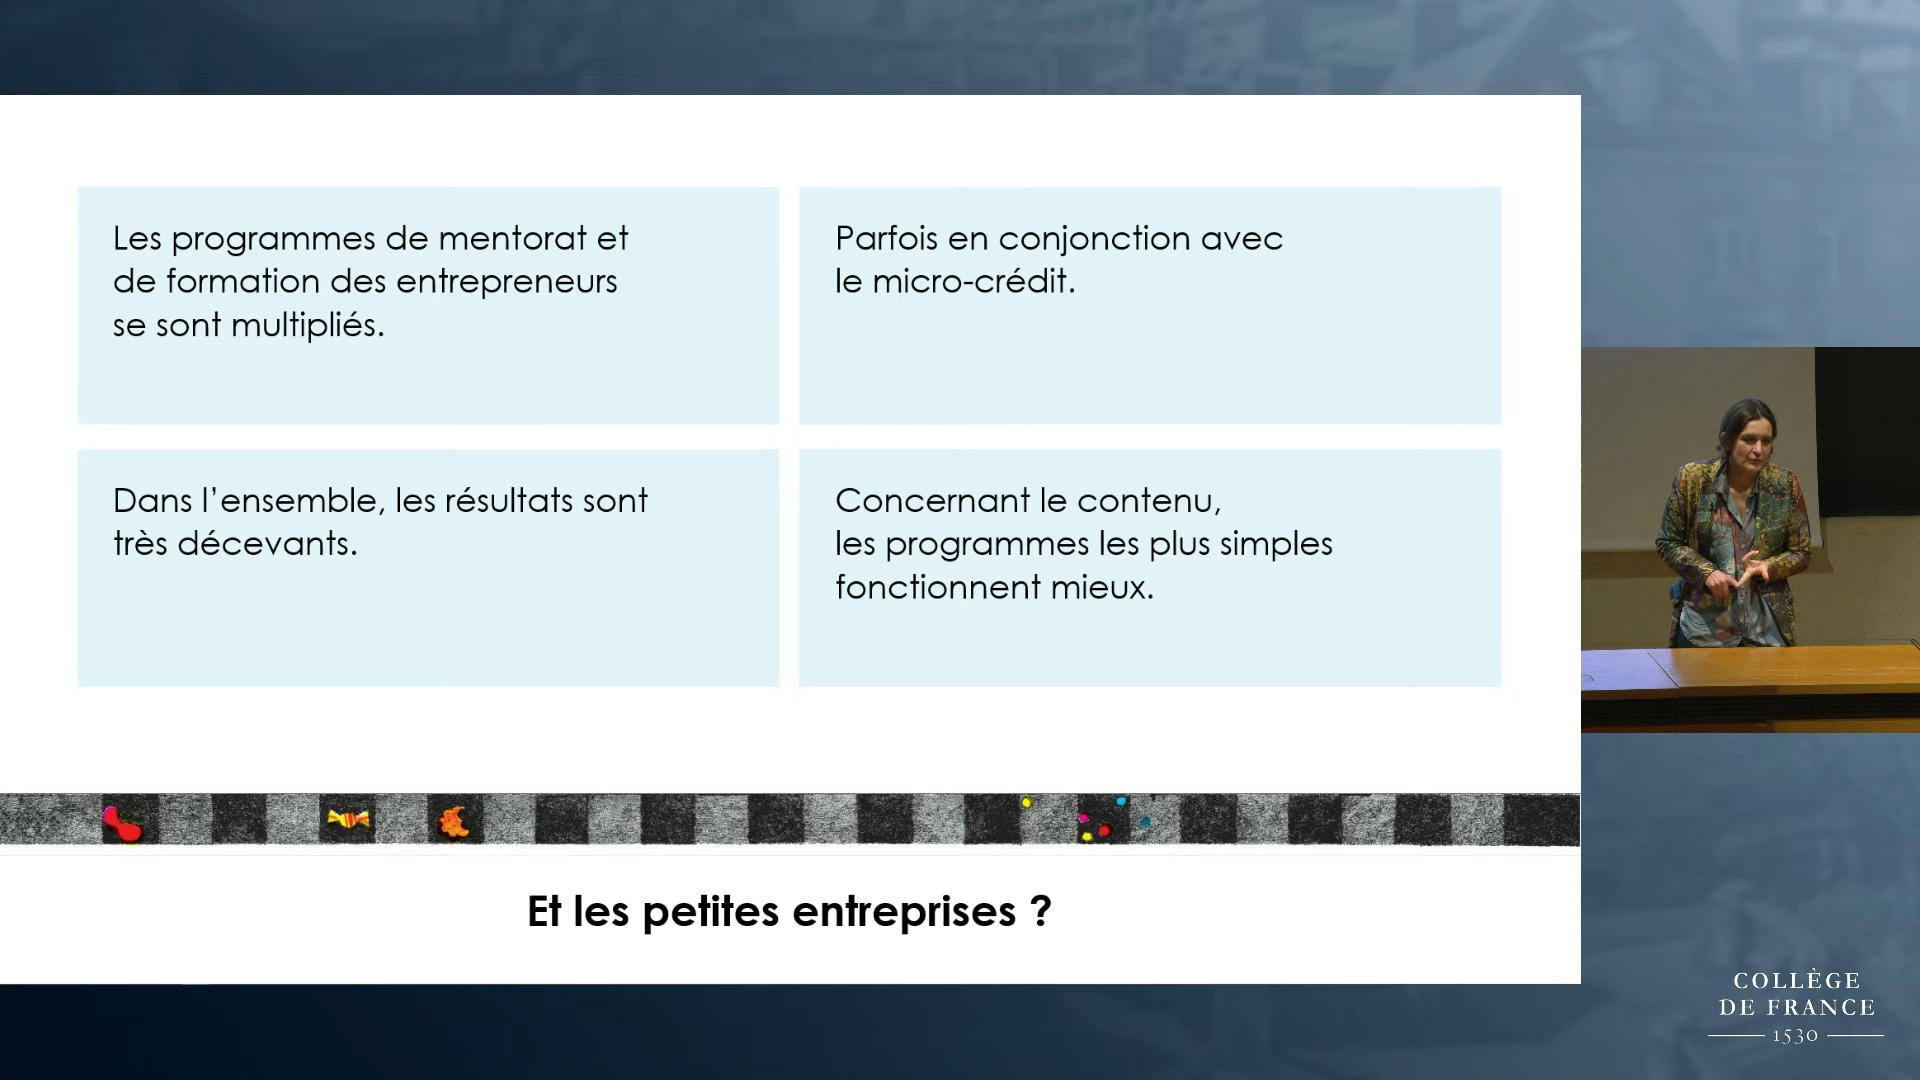 Les programmes de mentorat et
de formation des entrepreneurs
se sont multipliés.
Parfois en conjonction avec
le micro-crédit.
Dans l’ensemble, les résultats sont
très décevants.
Concernant le contenu,
les programmes les plus simples
fonctionnent mieux.
Et les petites entreprises ?
COLLÈGE
DE FRANCE
1530